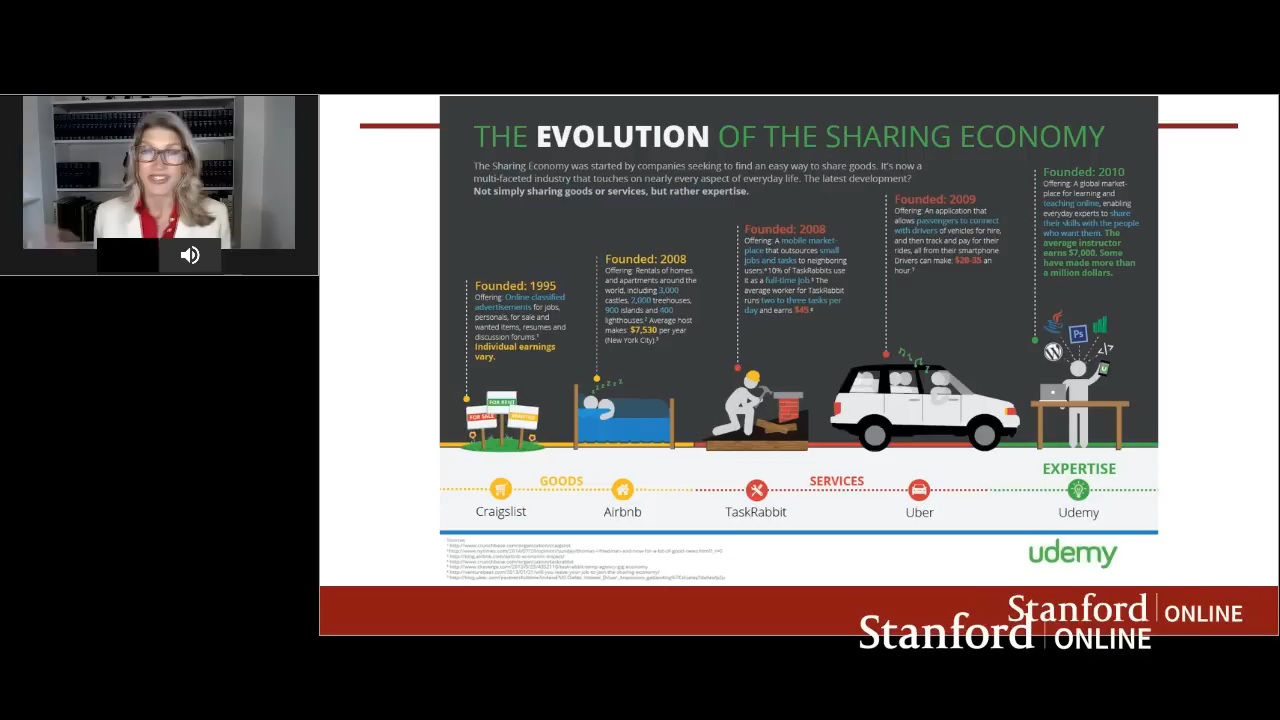 THE EVOLUTION OF THE SHARING ECONOMY
The Sharing Economy was started by companies seeking to find an easy way to share goods. It's now a
multi-faceted industry that touches on nearly every aspect of everyday life. The latest development?
Not simply sharing goods or services, but rather expertise.
Founded: 1995
Offering: Online classified
advertisements for jobs,
personals, for sale and
wanted items, resumes and
discussion forums.¹
Individual earnings
vary.
Founded: 2008
Offering: Rentals of homes
and apartments around the
world, including 3,000
castles, 2,000 treehouses,
900 islands and 400
lighthouses.² Average host
makes: $7,530 per year
(New York City).³
Founded: 2008
Offering: A mobile market-
place that outsources small
jobs and tasks to neighboring
users.⁴ 10% of TaskRabbits use
it as a full-time job.⁵ The
average worker for TaskRabbit
runs two to three tasks per
day and earns $45
Founded: 2009
Offering: An application that
allows passengers to connect
with drivers of vehicles for hire,
and then track and pay for their
rides, all from their smartphone
Drivers can make: $20-35 an
hour.⁷
Founded: 2010
Offering: A global market-
place for learning and
teaching online, enabling
everyday experts to share
their skills with the people
who want them. The
average instructor
earns $7,000. Some
have made more than
a million dollars.
FOR SALE
FOR RENT
WANTED
zzzzz
Ps
</>
GOODS
SERVICES
EXPERTISE
Craigslist
Airbnb
TaskRabbit
Uber
Udemy
Sources:
udemy
Stanford ONLINE
Stanford ONLINE